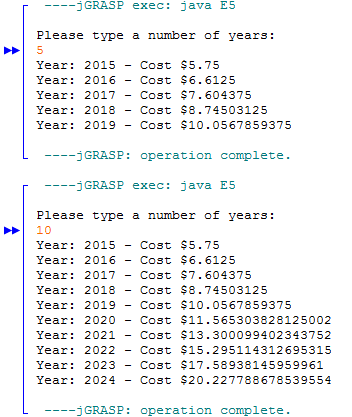 ----jGRASP exec: java E5
Please type a number of years:
5
Year: 2015 - Cost $5.75
Year: 2016 - Cost $6.6125
Year: 2017 - Cost $7.604375
Year: 2018 - Cost $8.74503125
Year: 2019 - Cost $10.0567859375
----jGRASP: operation complete.
----jGRASP exec: java E5
Please type a number of years:
10
Year: 2015 - Cost $5.75
Year: 2016 - Cost $6.6125
Year: 2017 - Cost $7.604375
Year: 2018 - Cost $8.74503125
Year: 2019 - Cost $10.0567859375
Year: 2020 - Cost $11.565303828125002
Year: 2021 - Cost $13.300099402343752
Year: 2022 - Cost $15.295114312695315
Year: 2023 - Cost $17.58938145959961
Year: 2024 - Cost $20.227788678539554
----jGRASP: operation complete.